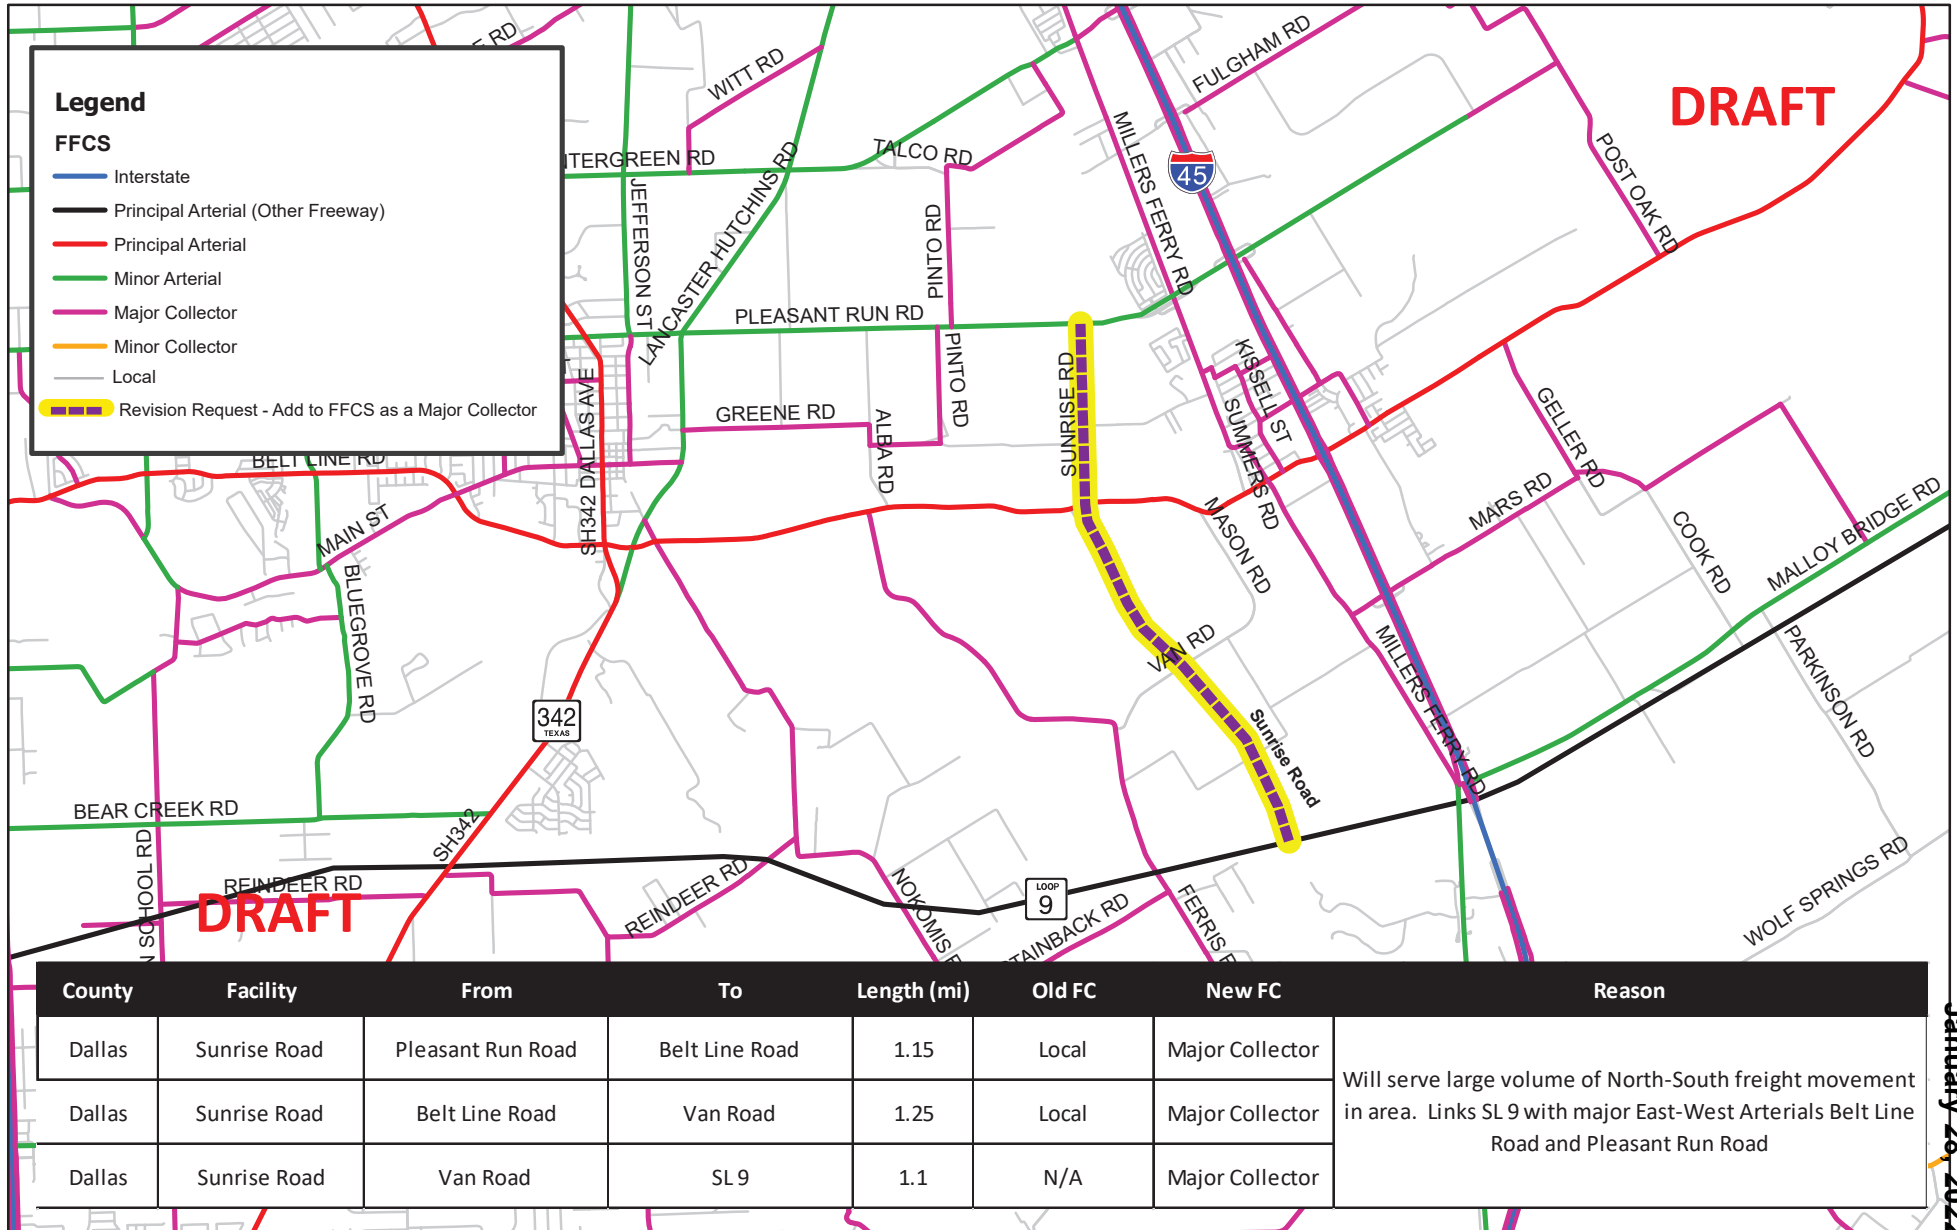 Legend
FFCS
Interstate
Principal Arterial (Other Freeway)
Principal Arterial
Minor Arterial
Major Collector
Minor Collector
Local
Revision Request - Add to FFCS as a Major Collector
DRAFT
WITT RD
FULGHAM RD
TALCO RD
MILLERS FERRY RD
45
POST OAK RD
JEFFERSON ST
LANCASTER HUTCHINS RD
PINTO RD
PLEASANT RUN RD
PINTO RD
SUNRISE RD
KISSELL ST
SUMMERS RD
GREENE RD
ALBA RD
SH342 DALLAS AVE
BELT LINE RD
MAIN ST
GELLER RD
MARS RD
MASON RD
COOK RD
MALLOY BRIDGE RD
BLUEGROVE RD
VAN RD
MILLERS FERRY RD
PARKINSON RD
342
TEXAS
Sunrise Road
BEAR CREEK RD
SH342
SCHOOL RD
REINDEER RD
DRAFT
REINDEER RD
NOKOMIS
LOOP
9
FERRIS
WOLF SPRINGS RD
County Facility From To Length (mi) Old FC New FC Reason
Dallas Sunrise Road Pleasant Run Road Belt Line Road 1.15 Local Major Collector
Dallas Sunrise Road Belt Line Road Van Road 1.25 Local Major Collector
Dallas Sunrise Road Van Road SL 9 1.1 N/A Major Collector
Will serve large volume of North-South freight movement
in area. Links SL 9 with major East-West Arterials Belt Line
Road and Pleasant Run Road